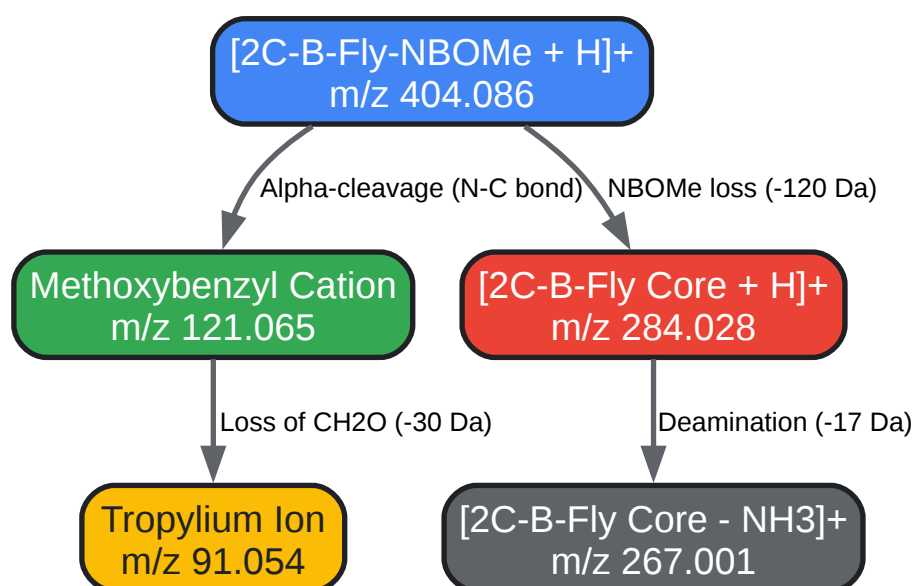 [2C-B-Fly-NBOMe + H]+
m/z 404.086
Alpha-cleavage (N-C bond)
NBOMe loss (-120 Da)
Methoxybenzyl Cation
m/z 121.065
[2C-B-Fly Core + H]+
m/z 284.028
Loss of CH2O (-30 Da)
Deamination (-17 Da)
Tropylium Ion
m/z 91.054
[2C-B-Fly Core - NH3]+
m/z 267.001